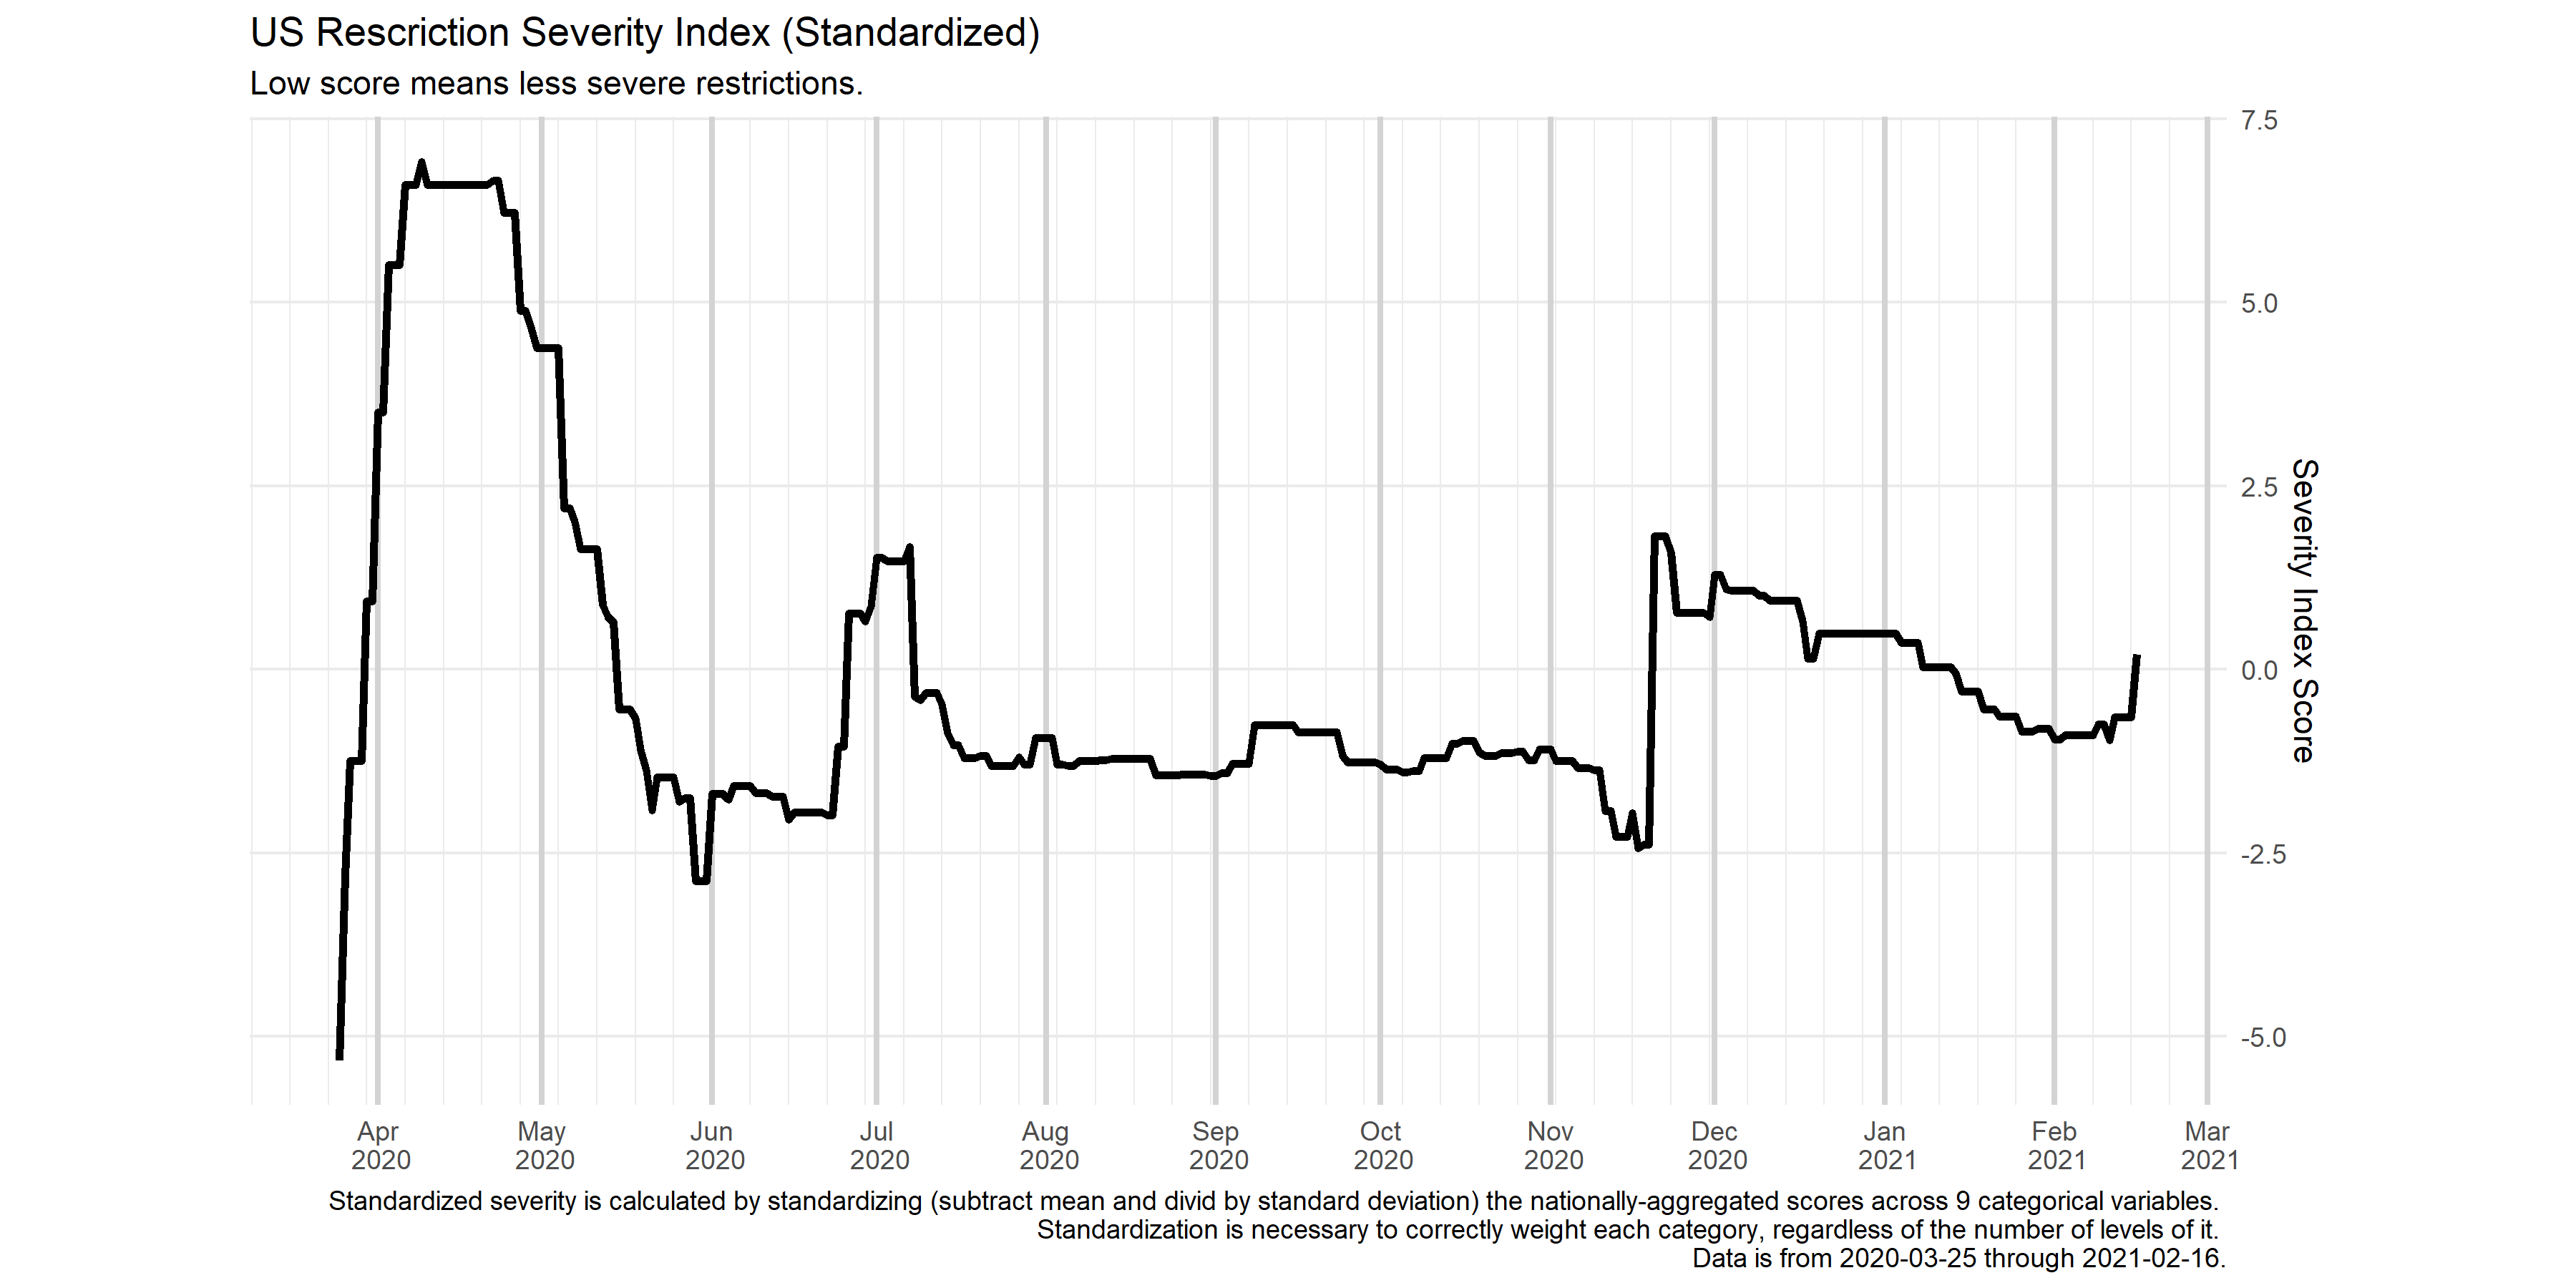 US Rescriction Severity Index (Standardized)
Low score means less severe restrictions.
7.5
5.0
2.5
0.0
-2.5
-5.0
Severity Index Score
Apr
2020
May
2020
Jun
2020
Jul
2020
Aug
2020
Sep
2020
Oct
2020
Nov
2020
Dec
2020
Jan
2021
Feb
2021
Mar
2021
Standardized severity is calculated by standardizing (subtract mean and divid by standard deviation) the nationally-aggregated scores across 9 categorical variables.
Standardization is necessary to correctly weight each category, regardless of the number of levels of it.
Data is from 2020-03-25 through 2021-02-16.